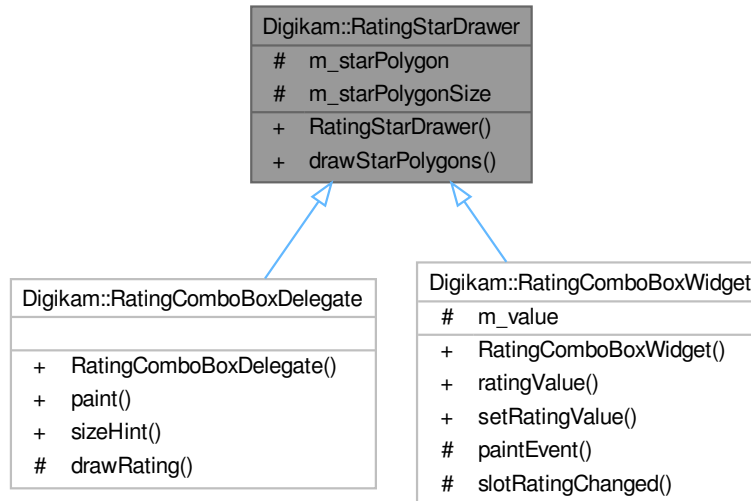 Digikam::RatingStarDrawer
# m_starPolygon
# m_starPolygonSize
+ RatingStarDrawer()
+ drawStarPolygons()
Digikam::RatingComboBoxDelegate
+ RatingComboBoxDelegate()
+ paint()
+ sizeHint()
# drawRating()
Digikam::RatingComboBoxWidget
# m_value
+ RatingComboBoxWidget()
+ ratingValue()
+ setRatingValue()
# paintEvent()
# slotRatingChanged()